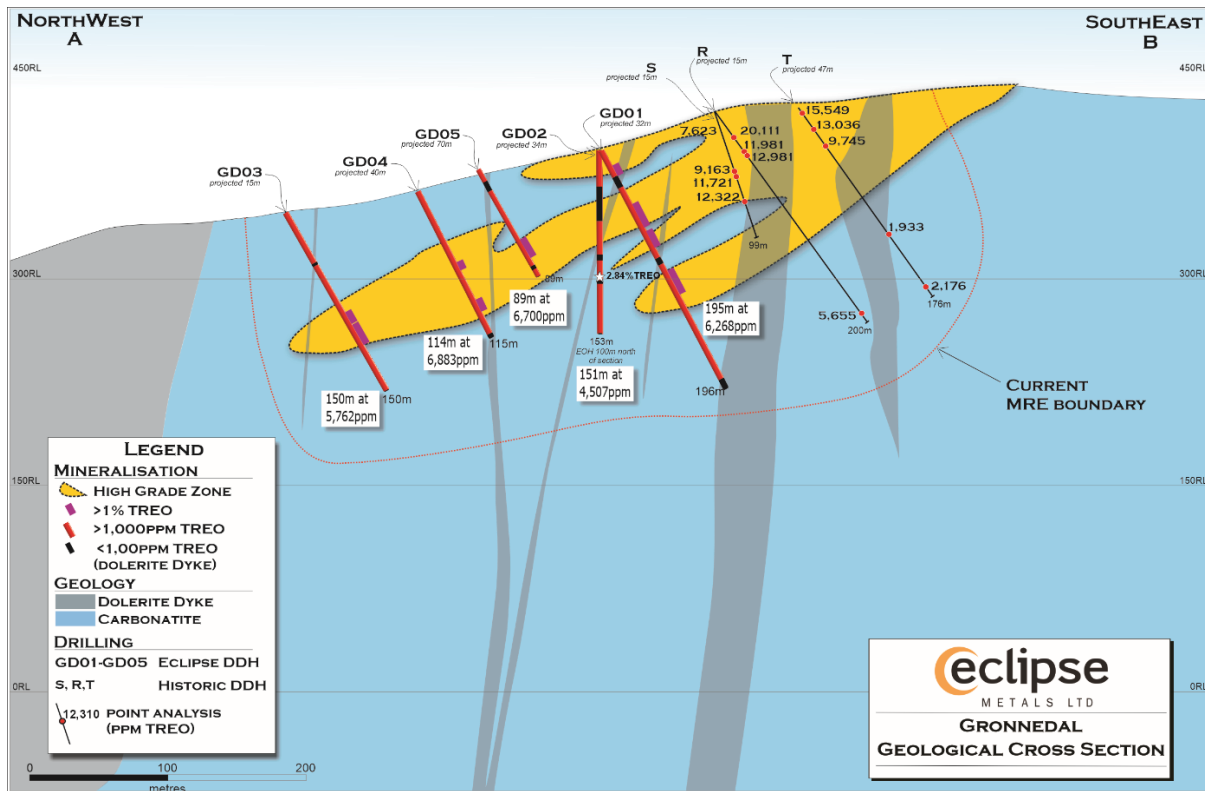 NORTHWEST
A
SOUTHEAST
B
450RL
450RL
R
projected 15m
S
projected 15m
T
projected 47m
GD01
projected 32m
GD02
projected 34m
GD05
projected 70m
GD04
projected 40m
GD03
projected 15m
7,623
20,111
11,981
12,981
15,549
13,036
9,745
9,163
11,721
12,322
99m
1,933
2,176
176m
5,655
200m
300RL
300RL
2.84%TREO
89m
89m at
6,700ppm
195m at
6,268ppm
114m at
6,883ppm
115m
153m
EOH 100m north
of section
151m at
4,507ppm
196m
150m at
5,762ppm
150m
CURRENT
MRE BOUNDARY
150RL
150RL
LEGEND
MINERALISATION
HIGH GRADE ZONE
>1% TREO
>1,000PPM TREO
<1,00PPM TREO
(DOLERITE DYKE)
GEOLOGY
DOLERITE DYKE
CARBONATITE
DRILLING
GD01-GD05 ECLIPSE DDH
S, R,T HISTORIC DDH
12,310 POINT ANALYSIS
(PPM TREO)
0RL
0RL
eclipse
METALS LTD
GRONNEDAL
GEOLOGICAL CROSS SECTION
0 100 200
metres